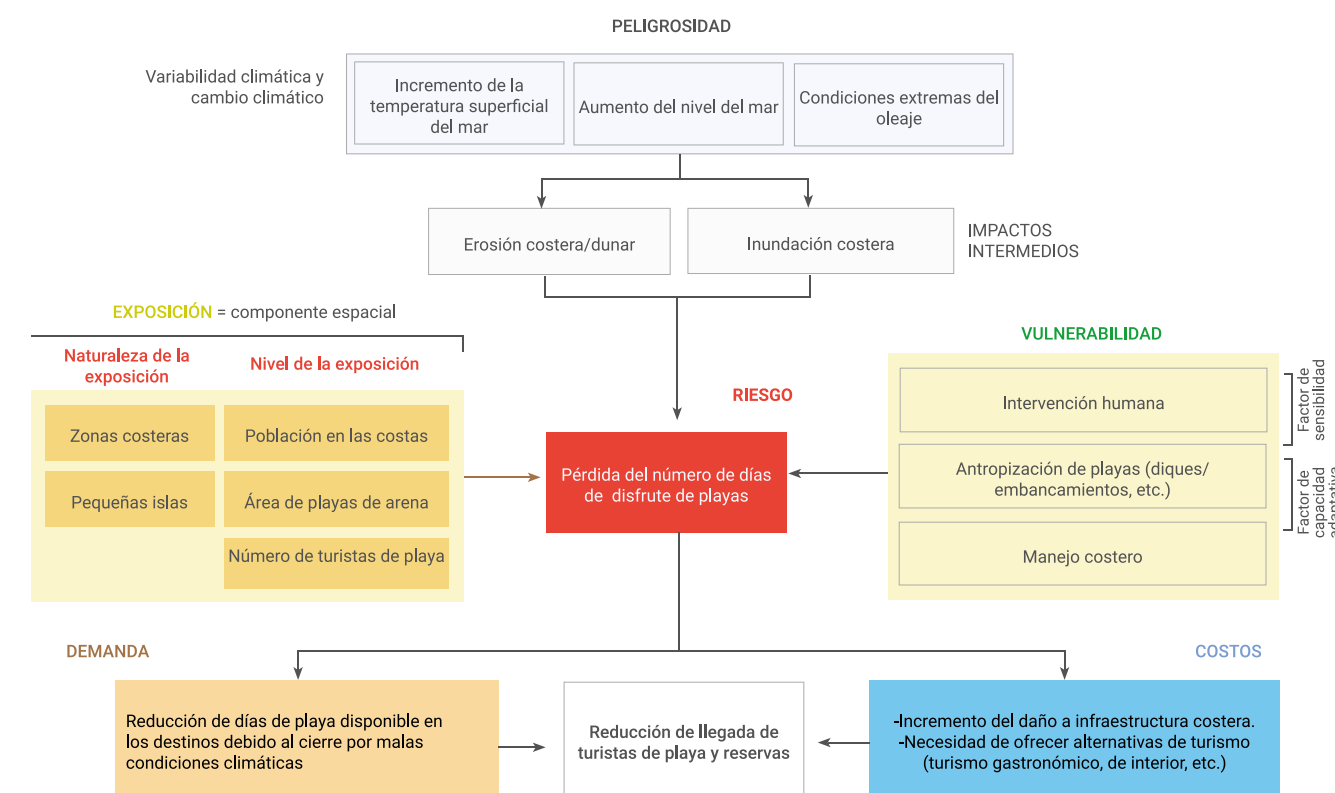 PELIGROSIDAD
Variabilidad climática y
cambio climático
Incremento de la
temperatura superficial
del mar
Aumento del nivel del mar
Condiciones extremas del
oleaje
Erosión costera/dunar
Inundación costera
IMPACTOS
INTERMEDIOS
EXPOSICIÓN = componente espacial
Naturaleza de la
exposición
Nivel de la exposición
Zonas costeras
Población en las costas
Pequeñas islas
Área de playas de arena
Número de turistas de playa
RIESGO
Pérdida del número de días
de disfrute de playas
VULNERABILIDAD
Intervención humana
Antropización de playas (diques/
embancamientos, etc.)
Manejo costero
Factor de
sensibilidad
Factor de
capacidad
adaptativa
DEMANDA
Reducción de días de playa disponible en
los destinos debido al cierre por malas
condiciones climáticas
Reducción de llegada de
turistas de playa y reservas
COSTOS
-Incremento del daño a infraestructura costera.
-Necesidad de ofrecer alternativas de turismo
(turismo gastronómico, de interior, etc.)